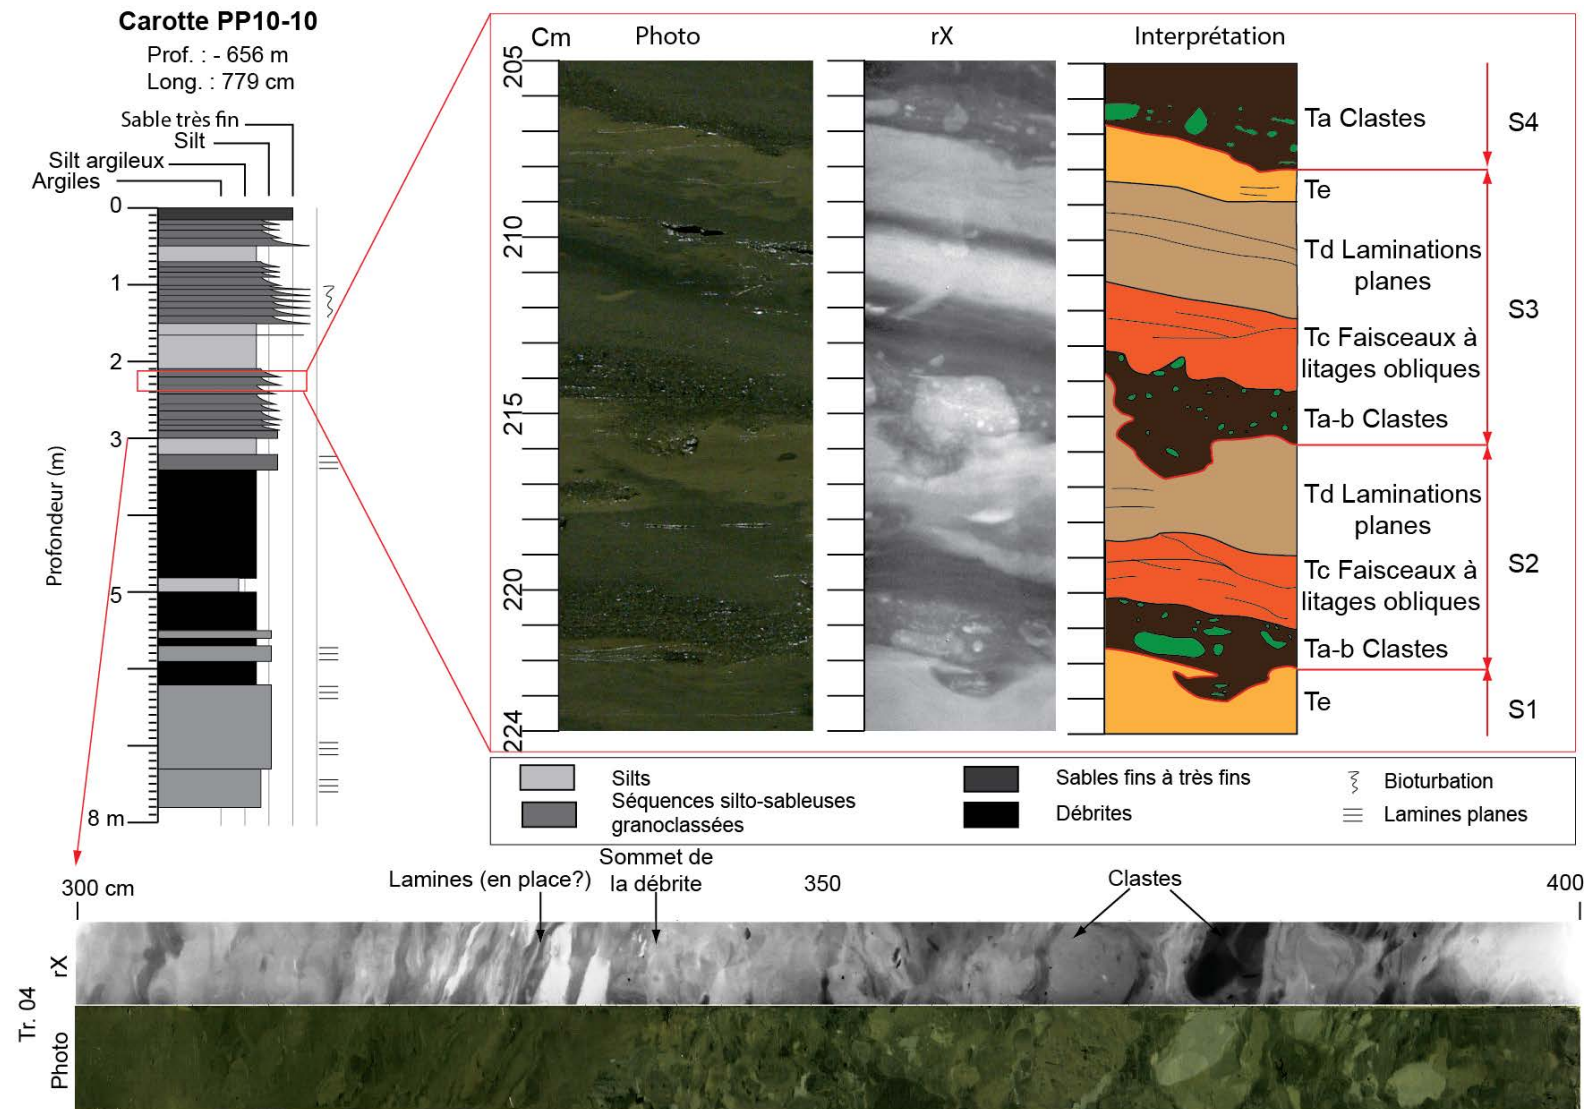 Carotte PP10-10
Prof. : - 656 m
Long. : 779 cm
Sable très fin
Silt
Silt argileux
Argiles
Profondeur (m)
0
1
2
3
5
8 m
Cm
Photo
rX
Interprétation
205
210
215
220
224
Ta Clastes
Te
Td Laminations
planes
Tc Faisceaux à
litages obliques
Ta-b Clastes
Td Laminations
planes
Tc Faisceaux à
litages obliques
Ta-b Clastes
Te
S4
S3
S2
S1
Silts
Séquences silto-sableuses
granoclassées
Sables fins à très fins
Débrites
Bioturbation
Lamines planes
300 cm
Lamines (en place?)
Sommet de
la débrite
350
Clastes
400
Tr. 04
rX
Photo